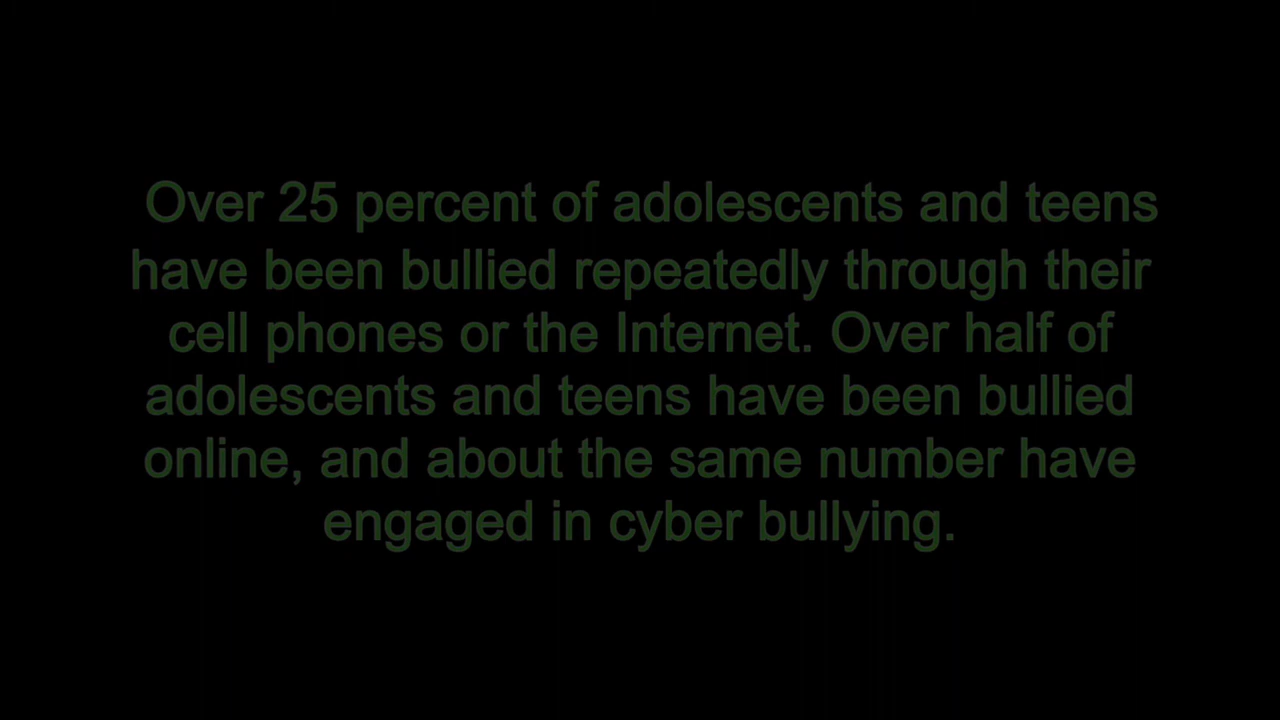 Over 25 percent of adolescents and teens
have been bullied repeatedly through their
cell phones or the Internet. Over half of
adolescents and teens have been bullied
online, and about the same number have
engaged in cyber bullying.